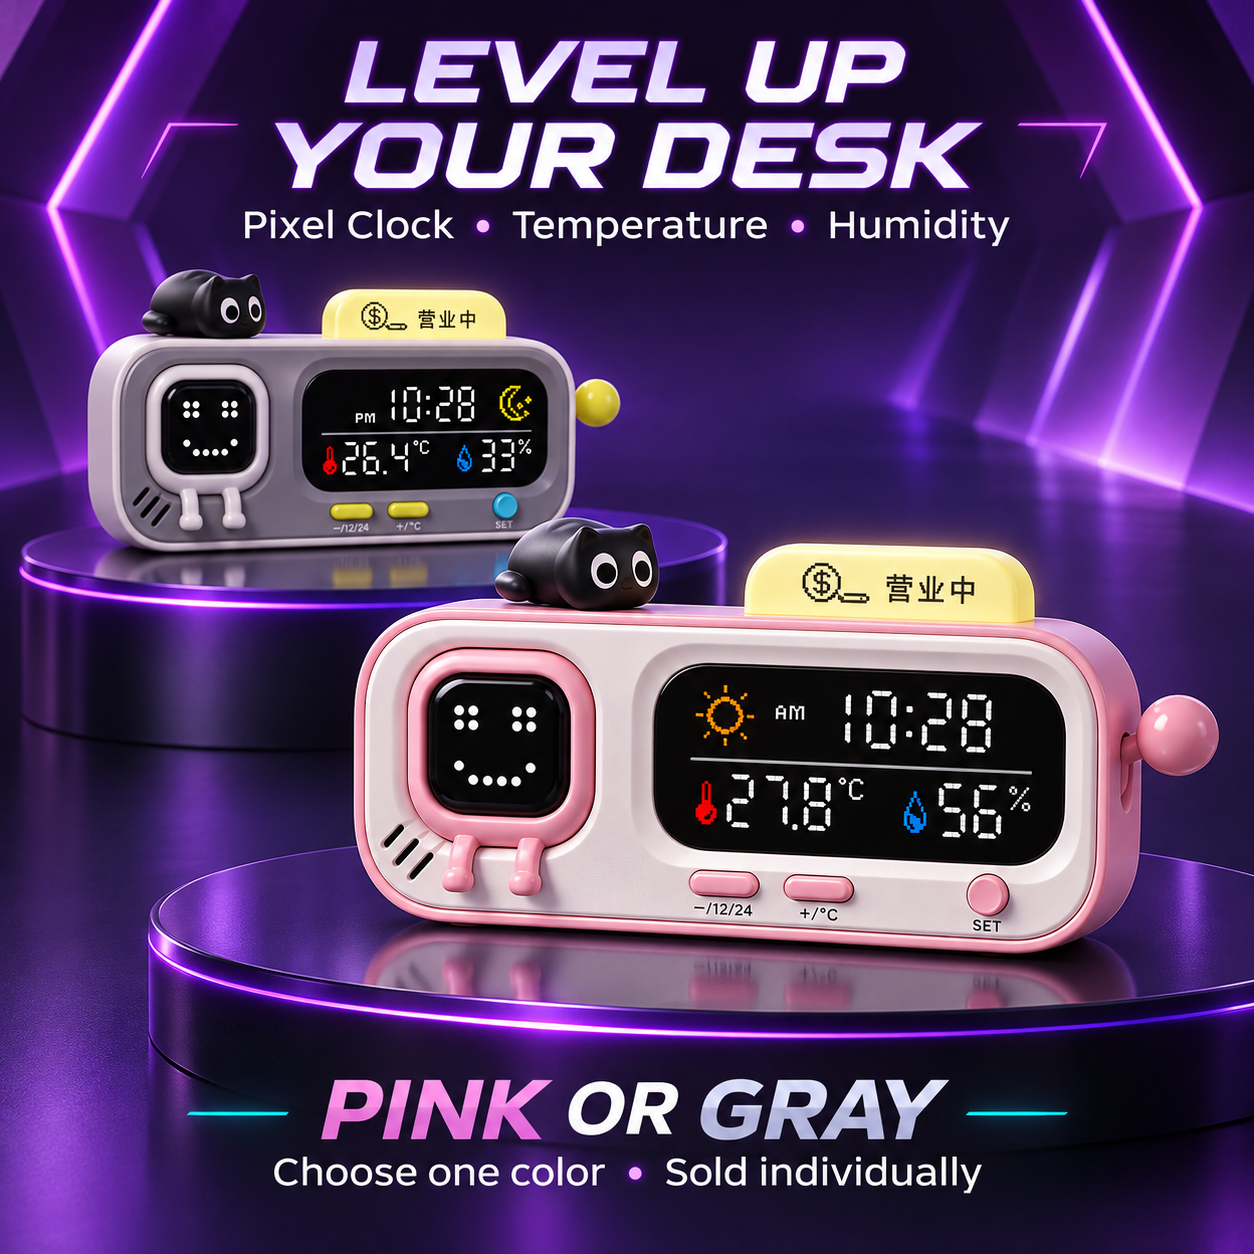 LEVEL UP
YOUR DESK
Pixel Clock • Temperature • Humidity
营业中
PM 10:28
26.4°C 33%
−/12/24 +/°C SET
营业中
AM 10:28
27.8°C 56%
−/12/24 +/°C SET
PINK OR GRAY
Choose one color • Sold individually